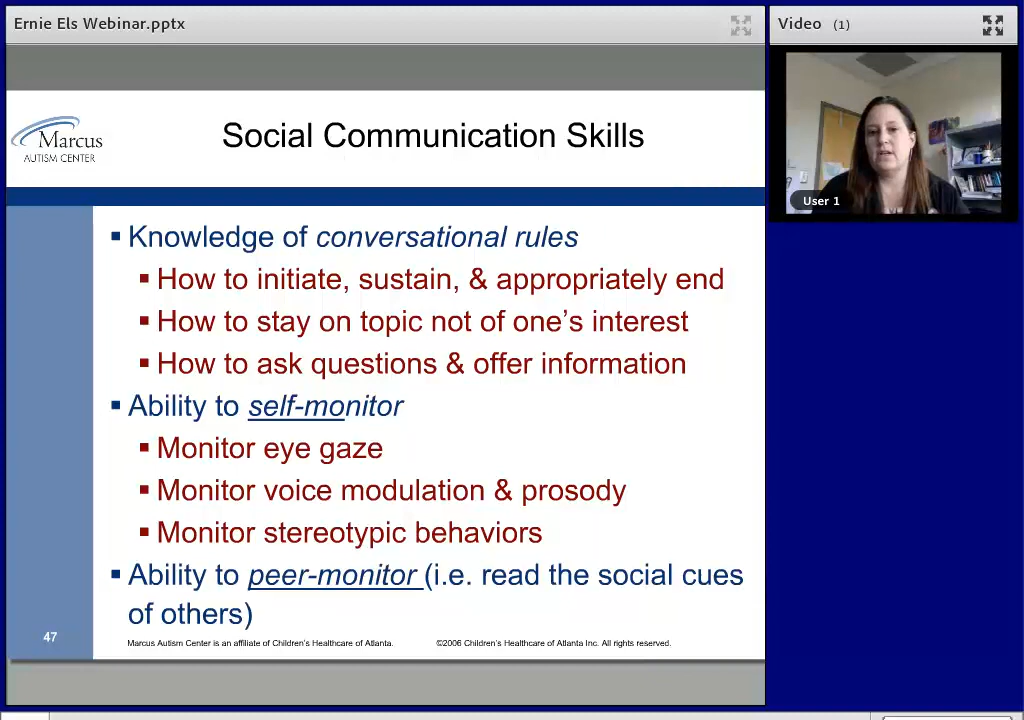 Ernie Els Webinar.pptx
Video (1)
Marcus
AUTISM CENTER
Social Communication Skills
User 1
▪ Knowledge of conversational rules
▪ How to initiate, sustain, & appropriately end
▪ How to stay on topic not of one's interest
▪ How to ask questions & offer information
▪ Ability to self-monitor
▪ Monitor eye gaze
▪ Monitor voice modulation & prosody
▪ Monitor stereotypic behaviors
▪ Ability to peer-monitor (i.e. read the social cues
of others)
47
Marcus Autism Center is an affiliate of Children's Healthcare of Atlanta. ©2006 Children's Healthcare of Atlanta Inc. All rights reserved.